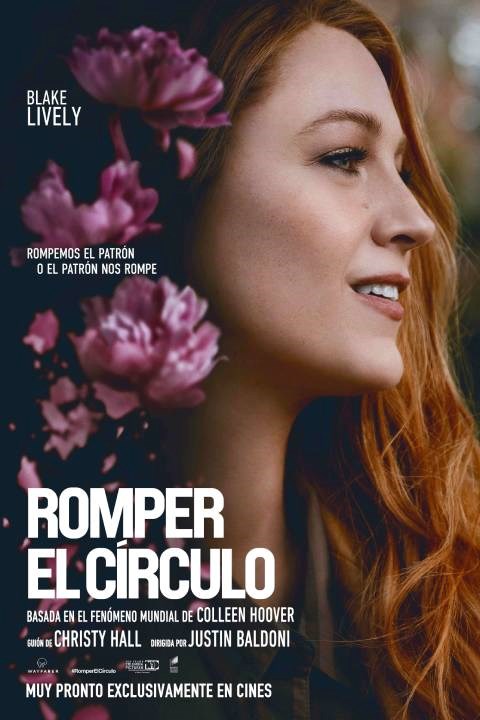 BLAKE
LIVELY
ROMPEMOS EL PATRÓN
O EL PATRÓN NOS ROMPE
ROMPER
EL CÍRCULO
BASADA EN EL FENÓMENO MUNDIAL DE COLLEEN HOOVER
GUIÓN DE CHRISTY HALL DIRIGIDA POR JUSTIN BALDONI
WAYFARER #RomperElCírculo
MUY PRONTO EXCLUSIVAMENTE EN CINES